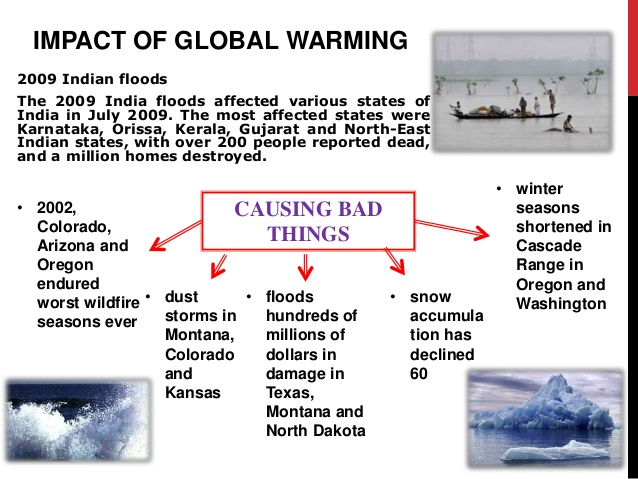 IMPACT OF GLOBAL WARMING
2009 Indian floods
The 2009 India floods affected various states of
India in July 2009. The most affected states were
Karnataka, Orissa, Kerala, Gujarat and North-East
Indian states, with over 200 people reported dead,
and a million homes destroyed.
CAUSING BAD
THINGS
• 2002,
Colorado,
Arizona and
Oregon
endured
worst wildfire
seasons ever
• dust
storms in
Montana,
Colorado
and
Kansas
• floods
hundreds of
millions of
dollars in
damage in
Texas,
Montana and
North Dakota
• snow
accumula
tion has
declined
60
• winter
seasons
shortened in
Cascade
Range in
Oregon and
Washington